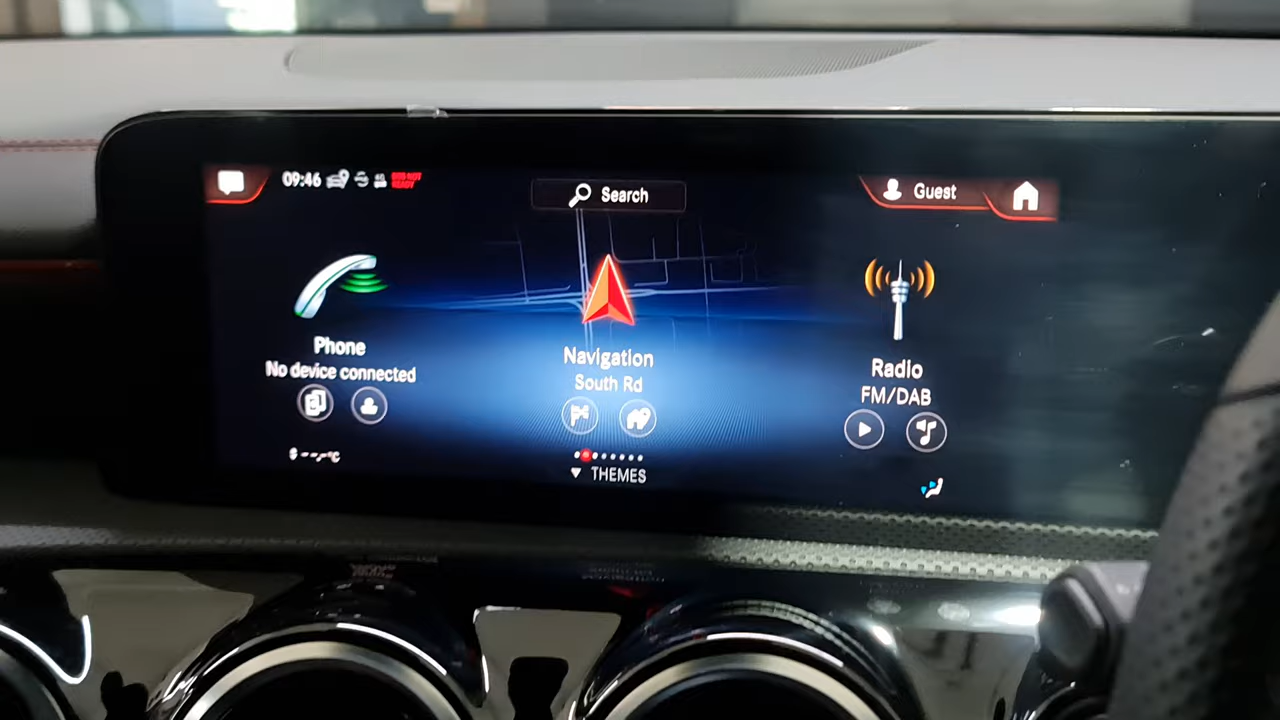 09:46
Search
Guest
Phone
No device connected
Navigation
South Rd
Radio
FM/DAB
THEMES